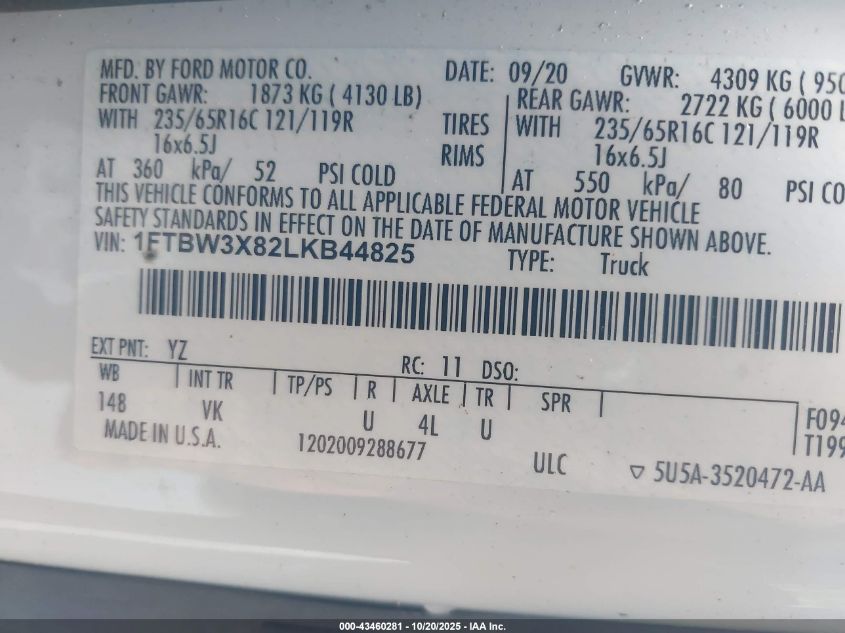 MFD. BY FORD MOTOR CO. DATE: 09/20 GVWR: 4309 KG ( 950
FRONT GAWR: 1873 KG ( 4130 LB) REAR GAWR: 2722 KG ( 6000 L
WITH 235/65R16C 121/119R TIRES WITH 235/65R16C 121/119R
16x6.5J RIMS 16x6.5J
AT 360 kPa/ 52 PSI COLD AT 550 kPa/ 80 PSI CO
THIS VEHICLE CONFORMS TO ALL APPLICABLE FEDERAL MOTOR VEHICLE
SAFETY STANDARDS IN EFFECT ON THE DATE OF MANUFACTURE SHOWN ABOVE.
VIN: 1FTBW3X82LKB44825 TYPE: Truck
EXT PNT: YZ RC: 11 DSO:
WB INT TR TP/PS R AXLE TR SPR
148 VK U 4L U F094
MADE IN U.S.A. 1202009288677 T199
ULC ▽ 5U5A-3520472-AA
000-43460281 - 10/20/2025 - IAA Inc.